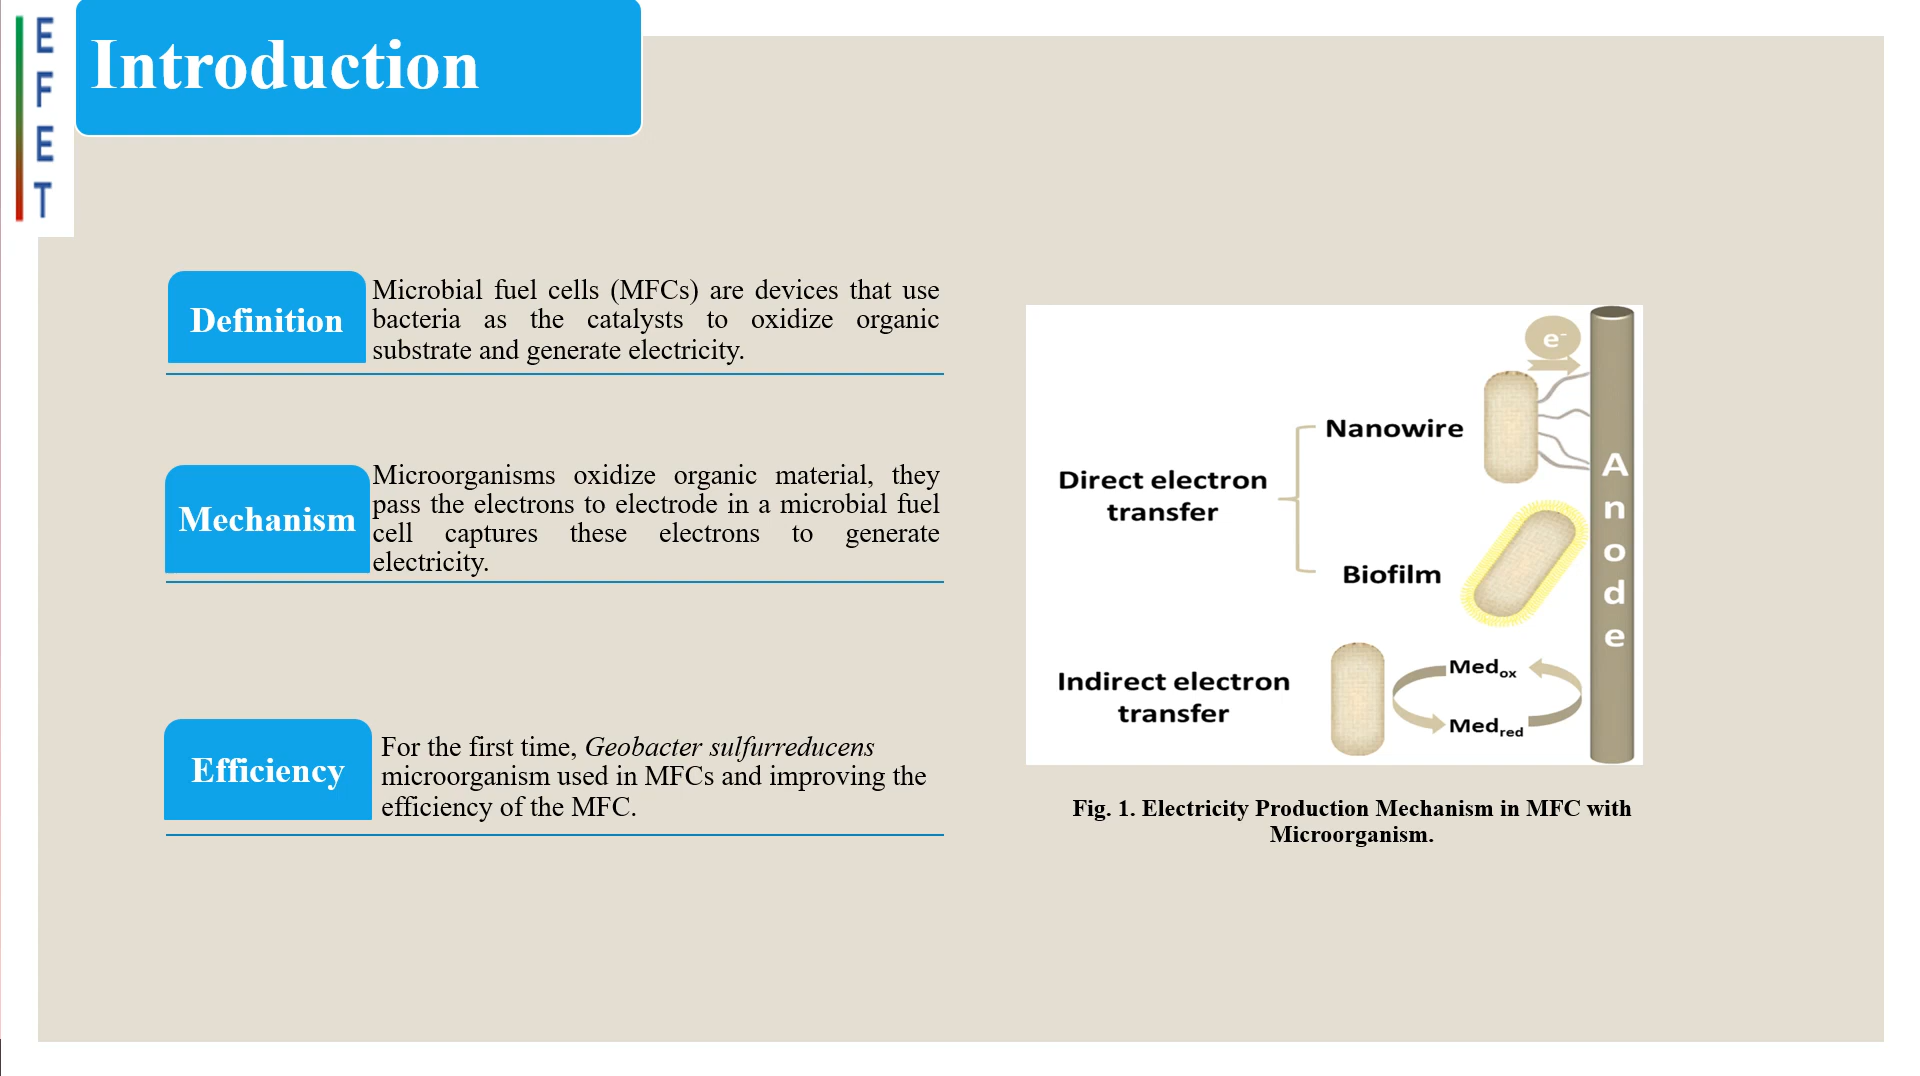 E
F
E
T
Introduction
Definition
Microbial fuel cells (MFCs) are devices that use
bacteria as the catalysts to oxidize organic
substrate and generate electricity.
Mechanism
Microorganisms oxidize organic material, they
pass the electrons to electrode in a microbial fuel
cell captures these electrons to generate
electricity.
Efficiency
For the first time, Geobacter sulfurreducens
microorganism used in MFCs and improving the
efficiency of the MFC.
e-
Nanowire
Direct electron
transfer
Biofilm
Indirect electron
transfer
Medox
Medred
A
n
o
d
e
Fig. 1. Electricity Production Mechanism in MFC with
Microorganism.